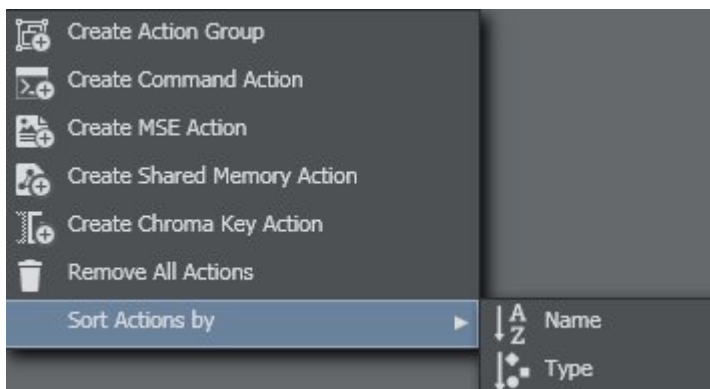 Create Action Group
Create Command Action
Create MSE Action
Create Shared Memory Action
Create Chroma Key Action
Remove All Actions
Sort Actions by
Name
Type